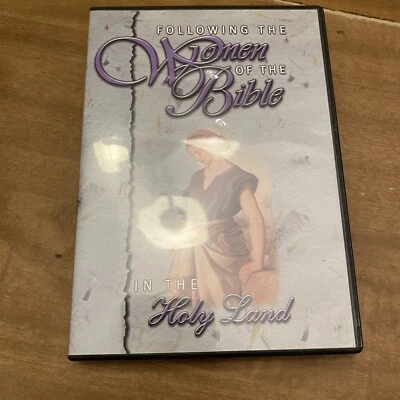 FOLLOWING THE
Women
OF THE
Bible
IN THE
Holy Land